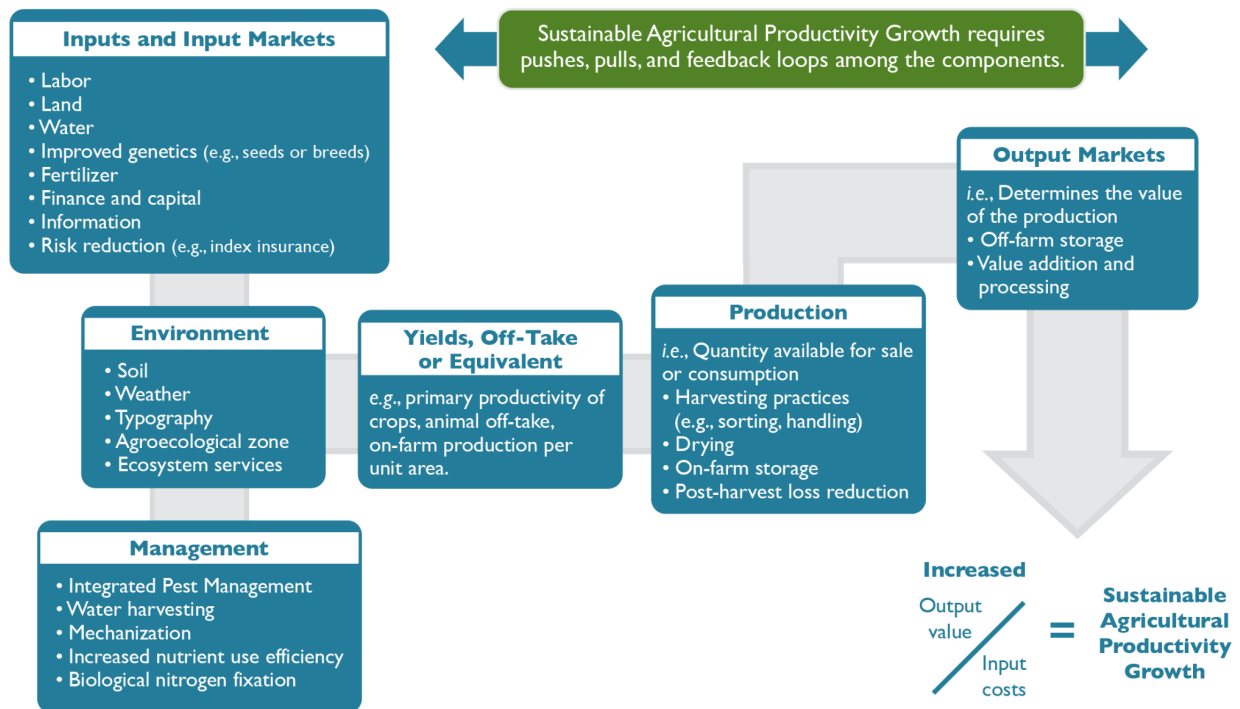 Inputs and Input Markets
• Labor
• Land
• Water
• Improved genetics (e.g., seeds or breeds)
• Fertilizer
• Finance and capital
• Information
• Risk reduction (e.g., index insurance)
Sustainable Agricultural Productivity Growth requires
pushes, pulls, and feedback loops among the components.
Environment
• Soil
• Weather
• Typography
• Agroecological zone
• Ecosystem services
Management
• Integrated Pest Management
• Water harvesting
• Mechanization
• Increased nutrient use efficiency
• Biological nitrogen fixation
Yields, Off-Take
or Equivalent
e.g., primary productivity of
crops, animal off-take,
on-farm production per
unit area.
Production
i.e., Quantity available for sale
or consumption
• Harvesting practices
(e.g., sorting, handling)
• Drying
• On-farm storage
• Post-harvest loss reduction
Output Markets
i.e., Determines the value
of the production
• Off-farm storage
• Value addition and
processing
Increased
Output
value
Input
costs
=
Sustainable
Agricultural
Productivity
Growth